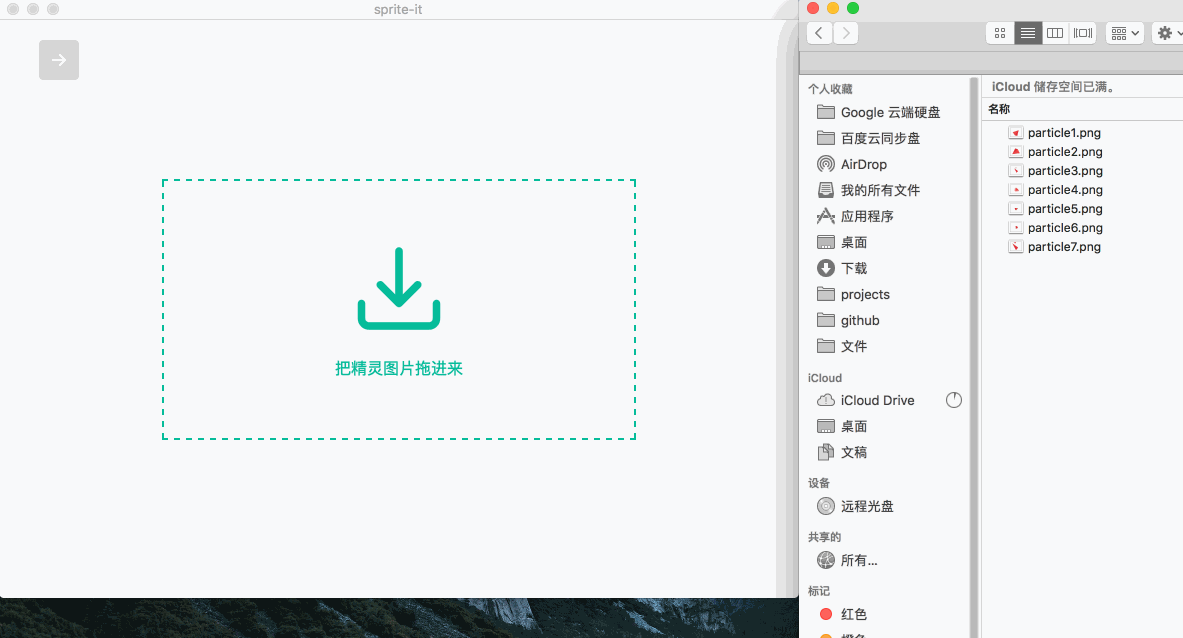 sprite-it
把精灵图片拖进来
个人收藏
Google 云端硬盘
百度云同步盘
AirDrop
我的所有文件
应用程序
桌面
下载
projects
github
文件
iCloud
iCloud Drive
桌面
文稿
设备
远程光盘
共享的
所有...
标记
红色
橙色
iCloud 储存空间已满。
名称
particle1.png
particle2.png
particle3.png
particle4.png
particle5.png
particle6.png
particle7.png